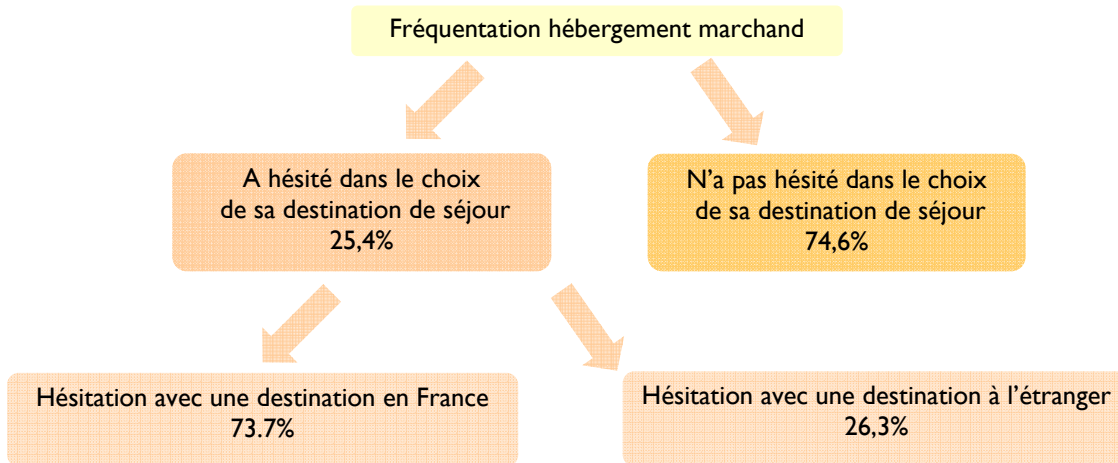 Fréquentation hébergement marchand
A hésité dans le choix
de sa destination de séjour
25,4%
N'a pas hésité dans le choix
de sa destination de séjour
74,6%
Hésitation avec une destination en France
73.7%
Hésitation avec une destination à l'étranger
26,3%